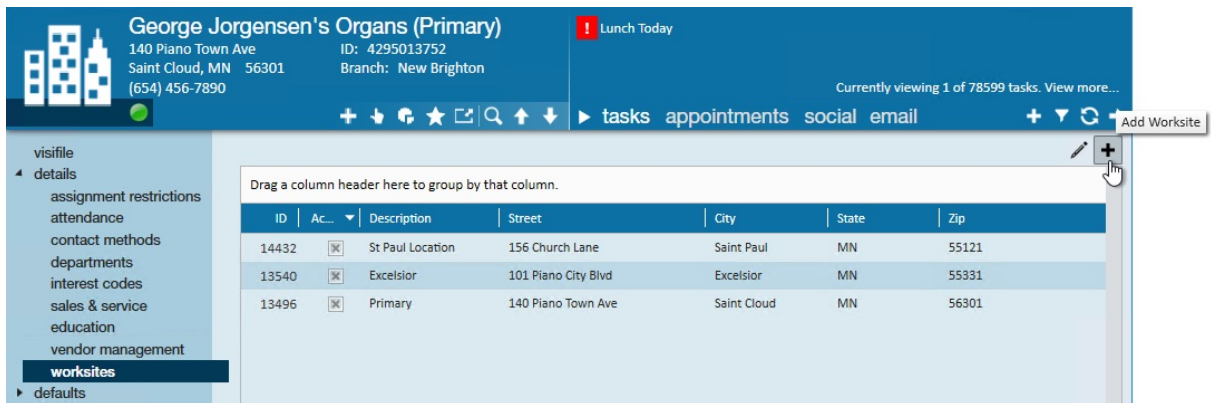 George Jorgensen's Organs (Primary)
140 Piano Town Ave ID: 4295013752
Saint Cloud, MN 56301 Branch: New Brighton
(654) 456-7890
! Lunch Today
Currently viewing 1 of 78599 tasks. View more...
tasks appointments social email
Add Worksite
visifile
details
assignment restrictions
attendance
contact methods
departments
interest codes
sales & service
education
vendor management
worksites
defaults
Drag a column header here to group by that column.
ID Ac... Description Street City State Zip
14432 St Paul Location 156 Church Lane Saint Paul MN 55121
13540 Excelsior 101 Piano City Blvd Excelsior MN 55331
13496 Primary 140 Piano Town Ave Saint Cloud MN 56301